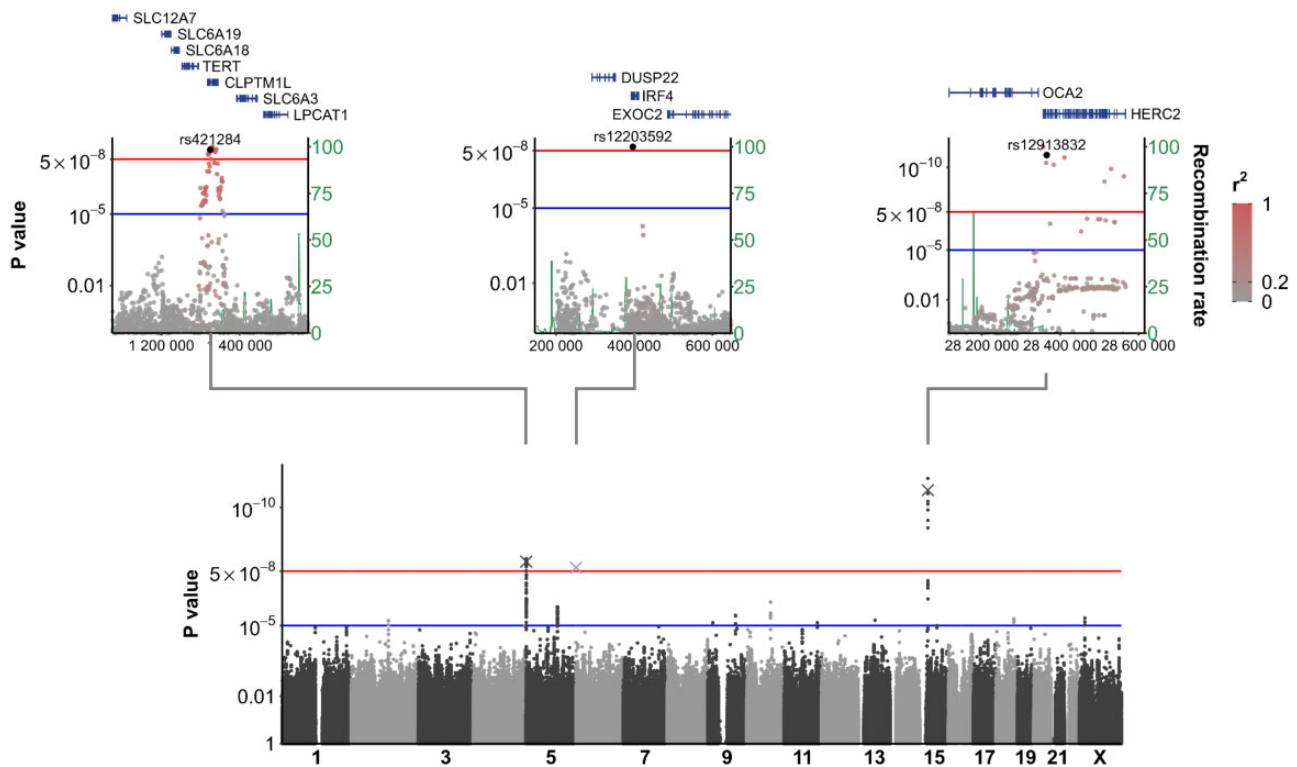 SLC12A7
SLC6A19
SLC6A18
TERT
CLPTM1L
SLC6A3
LPCAT1
DUSP22
IRF4
EXOC2
OCA2
HERC2
P value
rs421284
5 × 10⁻⁸
10⁻⁵
0.01
100
75
50
25
0
1 200 000
400 000
rs12203592
5 × 10⁻⁸
10⁻⁵
0.01
100
75
50
25
0
200 000
400 000
600 000
rs12913832
10⁻¹⁰
5 × 10⁻⁸
10⁻⁵
0.01
100
75
50
25
0
28 200 000
28 400 000
28 600 000
Recombination rate
r²
1
0.2
0
P value
10⁻¹⁰
5 × 10⁻⁸
10⁻⁵
0.01
1
1 3 5 7 9 11 13 15 17 19 21 X